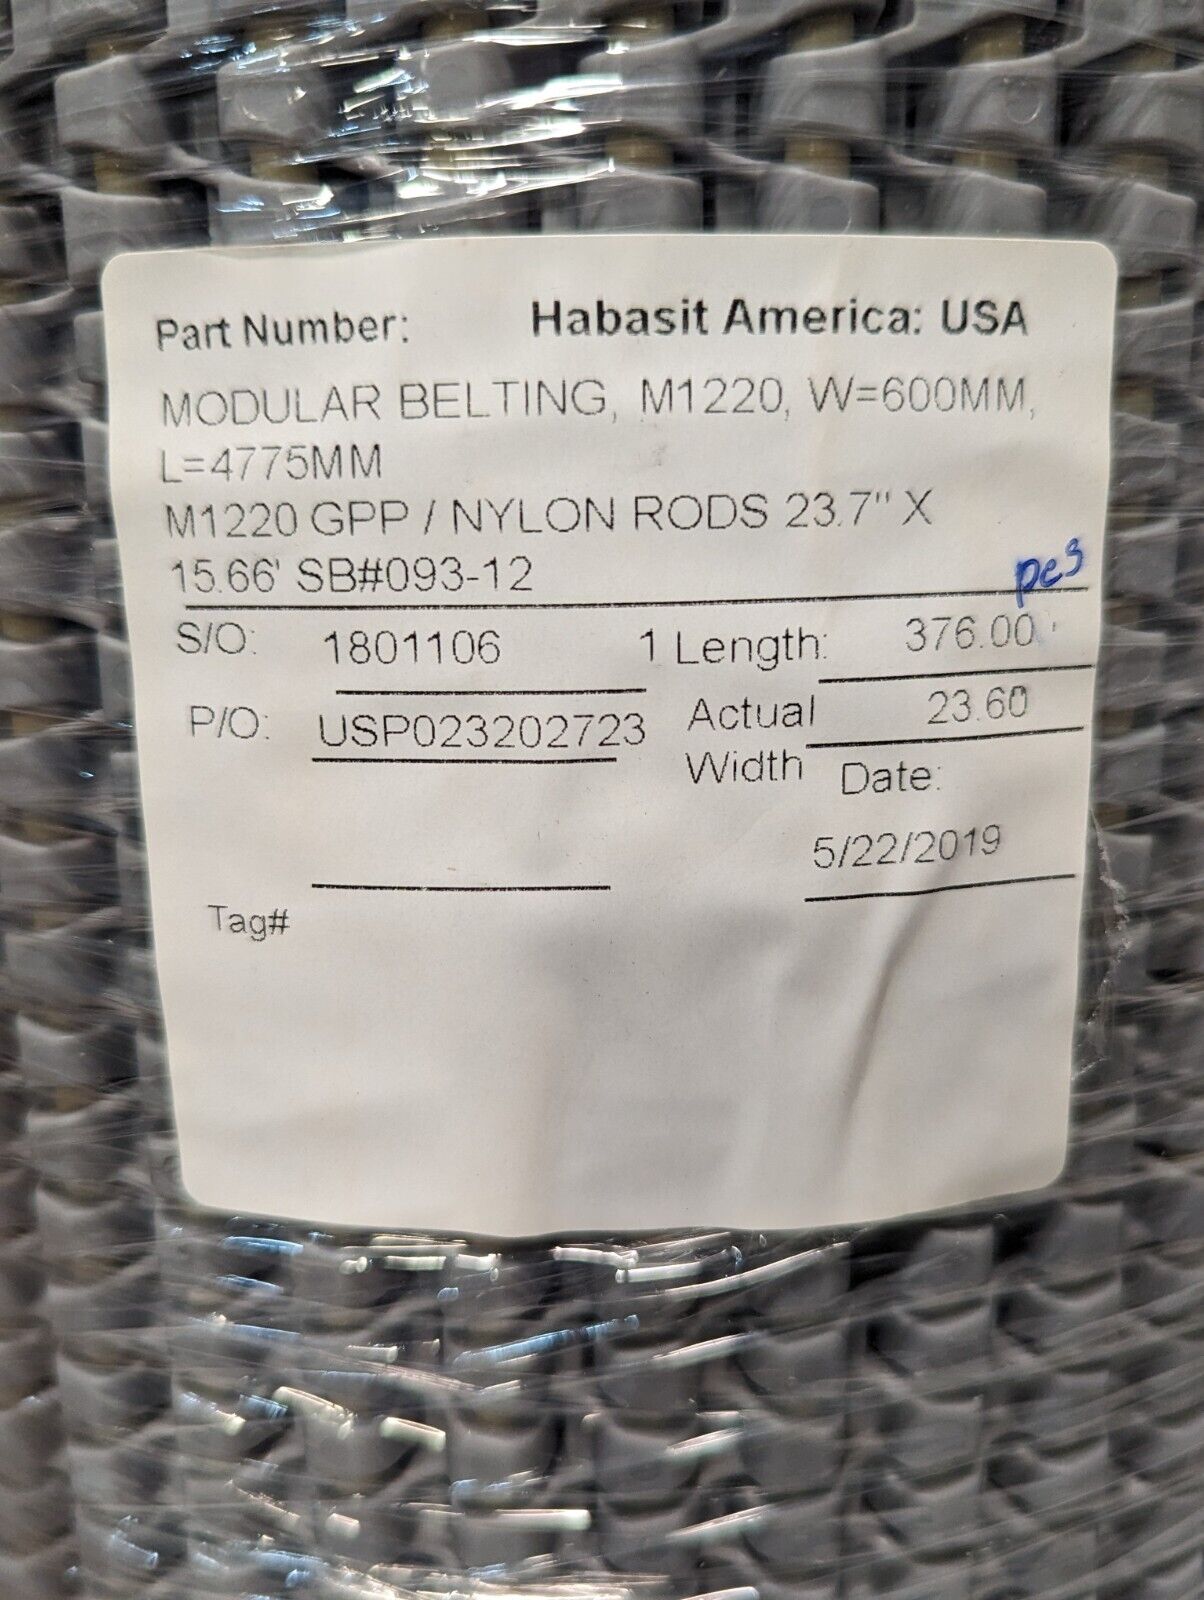 Part Number: Habasit America: USA
MODULAR BELTING, M1220, W=600MM,
L=4775MM
M1220 GPP / NYLON RODS 23.7" X
15.66' SB#093-12
pcs
S/O: 1801106 1 Length: 376.00
P/O: USP023202723 Actual 23.60
Width Date:
5/22/2019
Tag#